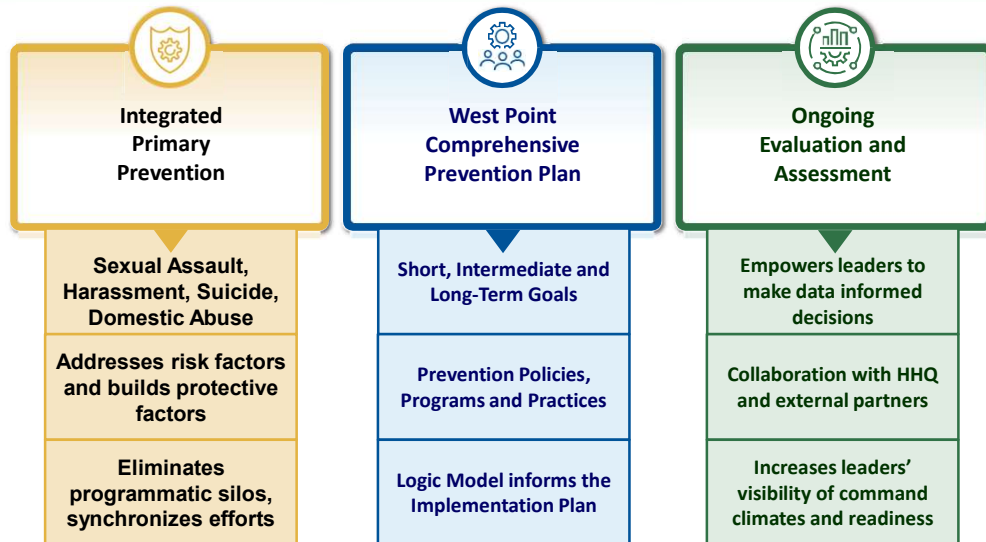 Integrated
Primary
Prevention
Sexual Assault,
Harassment, Suicide,
Domestic Abuse
Addresses risk factors
and builds protective
factors
Eliminates
programmatic silos,
synchronizes efforts
West Point
Comprehensive
Prevention Plan
Short, Intermediate and
Long-Term Goals
Prevention Policies,
Programs and Practices
Logic Model informs the
Implementation Plan
Ongoing
Evaluation and
Assessment
Empowers leaders to
make data informed
decisions
Collaboration with HHQ
and external partners
Increases leaders’
visibility of command
climates and readiness